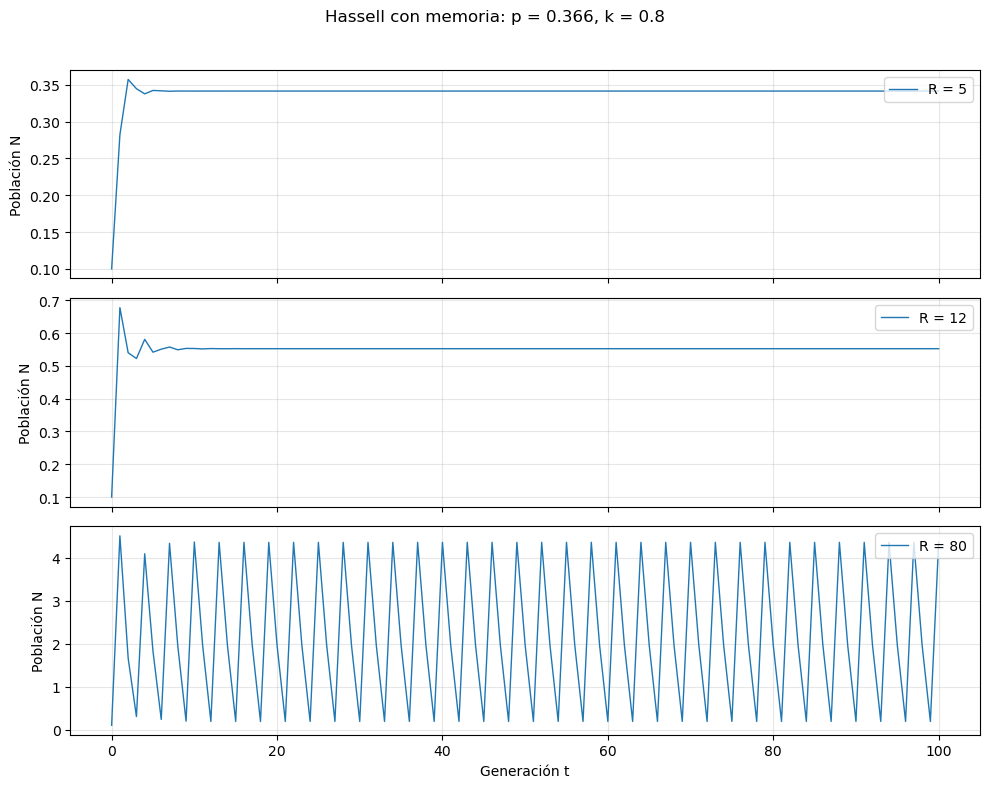 Hassell con memoria: p = 0.366, k = 0.8
0.35
0.30
0.25
0.20
0.15
0.10
Población N
R = 5
0.7
0.6
0.5
0.4
0.3
0.2
0.1
Población N
R = 12
4
3
2
1
0
Población N
R = 80
0 20 40 60 80 100
Generación t